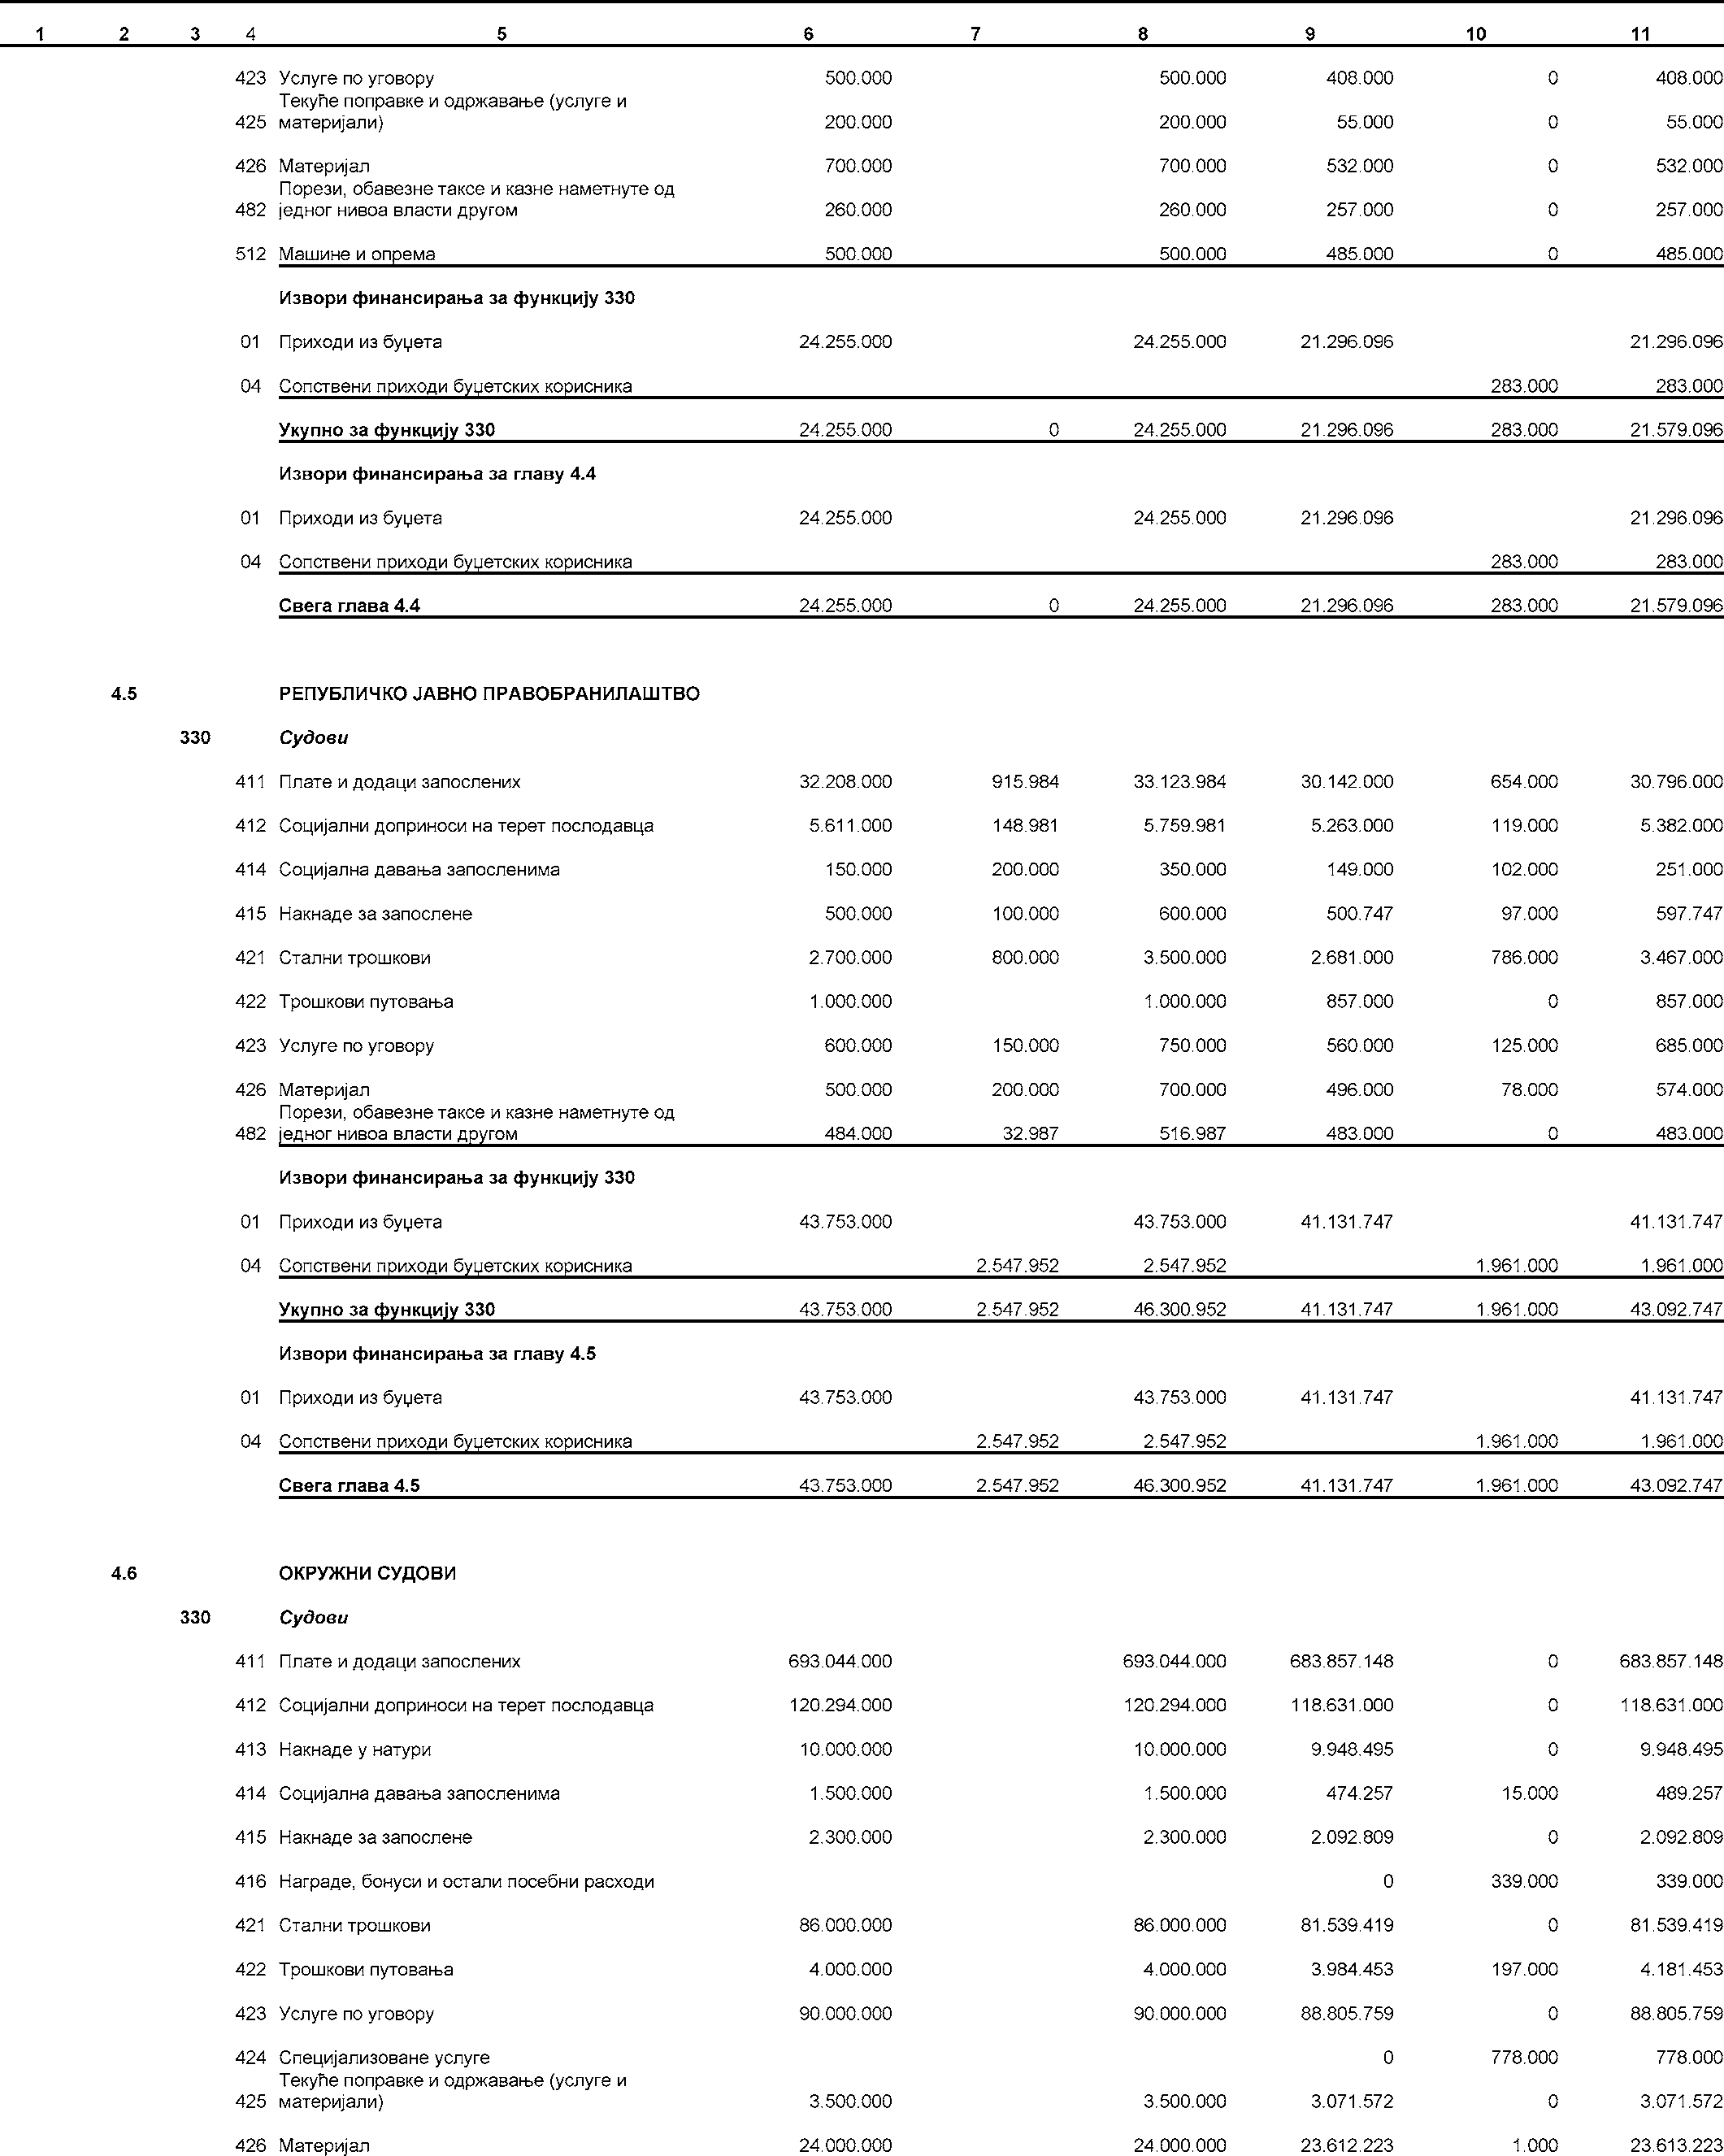 1 2 3 4 5 6 7 8 9 10 11
423 Услуге по уговору 500.000 500.000 408.000 0 408.000
Текуће поправке и одржавање (услуге и
425 материјали) 200.000 200.000 55.000 0 55.000
426 Материјал 700.000 700.000 532.000 0 532.000
Порези, обавезне таксе и казне наметнуте од
482 једног нивоа власти другом 260.000 260.000 257.000 0 257.000
512 Машине и опрема 500.000 500.000 485.000 0 485.000
Извори финансирања за функцију 330
01 Приходи из буџета 24.255.000 24.255.000 21.296.096 21.296.096
04 Сопствени приходи буџетских корисника 283.000 283.000
Укупно за функцију 330 24.255.000 0 24.255.000 21.296.096 283.000 21.579.096
Извори финансирања за главу 4.4
01 Приходи из буџета 24.255.000 24.255.000 21.296.096 21.296.096
04 Сопствени приходи буџетских корисника 283.000 283.000
Свега глава 4.4 24.255.000 0 24.255.000 21.296.096 283.000 21.579.096
4.5 РЕПУБЛИЧКО ЈАВНО ПРАВОБРАНИЛАШТВО
330 Судови
411 Плате и додаци запослених 32.208.000 915.984 33.123.984 30.142.000 654.000 30.796.000
412 Социјални доприноси на терет послодавца 5.611.000 148.981 5.759.981 5.263.000 119.000 5.382.000
414 Социјална давања запосленима 150.000 200.000 350.000 149.000 102.000 251.000
415 Накнаде за запослене 500.000 100.000 600.000 500.747 97.000 597.747
421 Стални трошкови 2.700.000 800.000 3.500.000 2.681.000 786.000 3.467.000
422 Трошкови путовања 1.000.000 1.000.000 857.000 0 857.000
423 Услуге по уговору 600.000 150.000 750.000 560.000 125.000 685.000
426 Материјал 500.000 200.000 700.000 496.000 78.000 574.000
Порези, обавезне таксе и казне наметнуте од
482 једног нивоа власти другом 484.000 32.987 516.987 483.000 0 483.000
Извори финансирања за функцију 330
01 Приходи из буџета 43.753.000 43.753.000 41.131.747 41.131.747
04 Сопствени приходи буџетских корисника 2.547.952 2.547.952 1.961.000 1.961.000
Укупно за функцију 330 43.753.000 2.547.952 46.300.952 41.131.747 1.961.000 43.092.747
Извори финансирања за главу 4.5
01 Приходи из буџета 43.753.000 43.753.000 41.131.747 41.131.747
04 Сопствени приходи буџетских корисника 2.547.952 2.547.952 1.961.000 1.961.000
Свега глава 4.5 43.753.000 2.547.952 46.300.952 41.131.747 1.961.000 43.092.747
4.6 ОКРУЖНИ СУДОВИ
330 Судови
411 Плате и додаци запослених 693.044.000 693.044.000 683.857.148 0 683.857.148
412 Социјални доприноси на терет послодавца 120.294.000 120.294.000 118.631.000 0 118.631.000
413 Накнаде у натури 10.000.000 10.000.000 9.948.495 0 9.948.495
414 Социјална давања запосленима 1.500.000 1.500.000 474.257 15.000 489.257
415 Накнаде за запослене 2.300.000 2.300.000 2.092.809 0 2.092.809
416 Награде, бонуси и остали посебни расходи 0 339.000 339.000
421 Стални трошкови 86.000.000 86.000.000 81.539.419 0 81.539.419
422 Трошкови путовања 4.000.000 4.000.000 3.984.453 197.000 4.181.453
423 Услуге по уговору 90.000.000 90.000.000 88.805.759 0 88.805.759
424 Специјализоване услуге 0 778.000 778.000
Текуће поправке и одржавање (услуге и
425 материјали) 3.500.000 3.500.000 3.071.572 0 3.071.572
426 Материјал 24.000.000 24.000.000 23.612.223 1.000 23.613.223